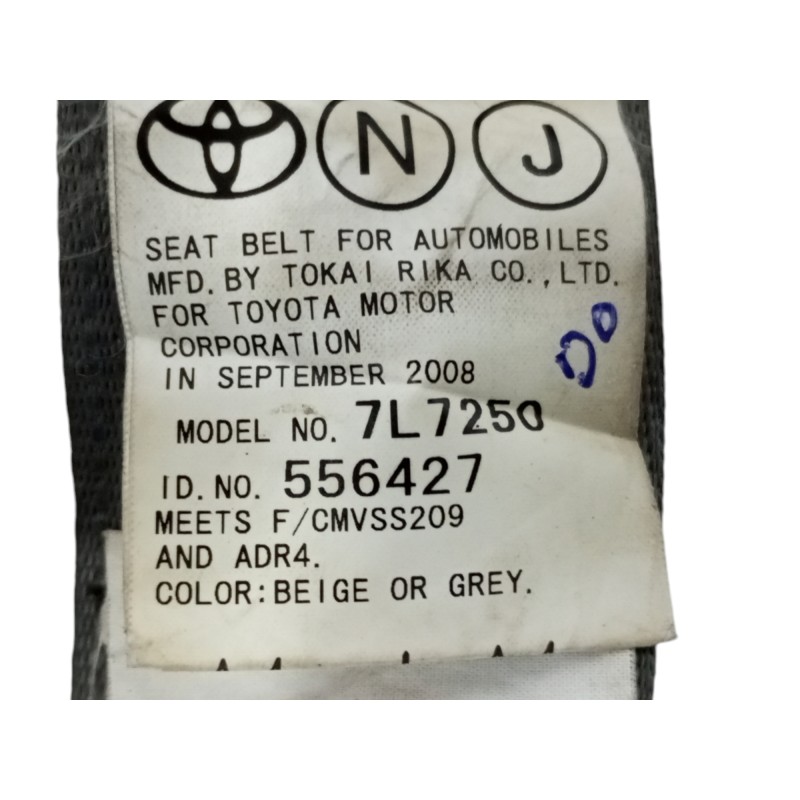 N J
SEAT BELT FOR AUTOMOBILES
MFD. BY TOKAI RIKA CO., LTD.
FOR TOYOTA MOTOR
CORPORATION
IN SEPTEMBER 2008
MODEL NO. 7L7250
ID. NO. 556427
MEETS F/CMVSS209
AND ADR4.
COLOR:BEIGE OR GREY.